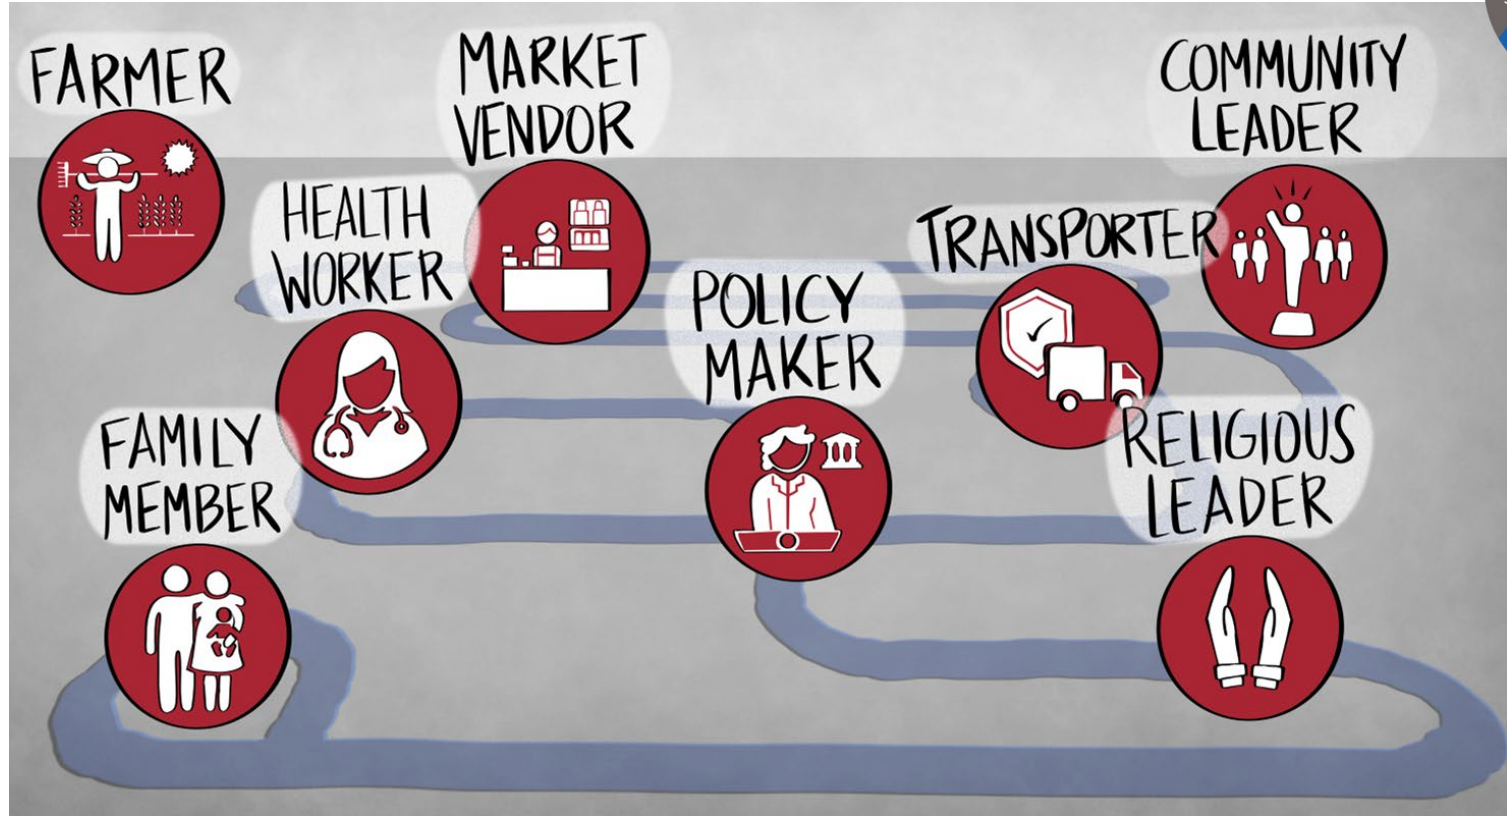 FARMER
MARKET
VENDOR
COMMUNITY
LEADER
HEALTH
WORKER
TRANSPORTER
POLICY
MAKER
FAMILY
MEMBER
RELIGIOUS
LEADER